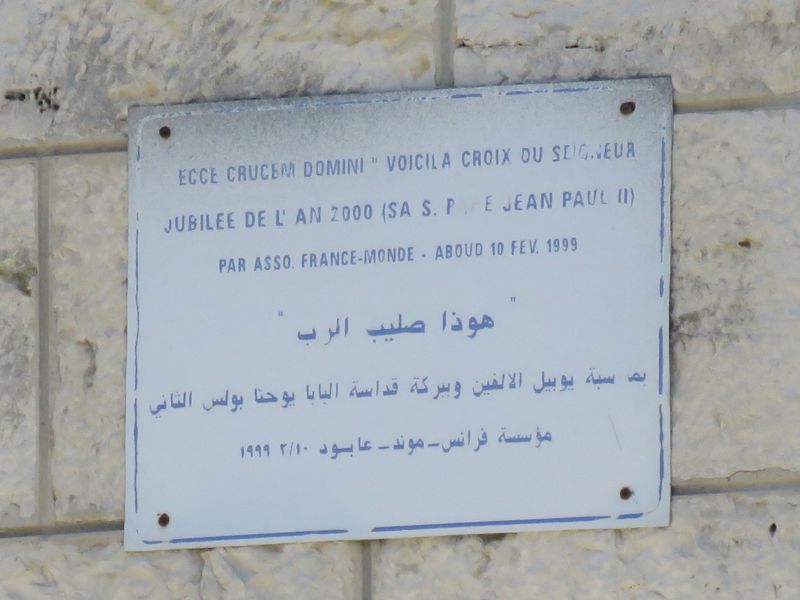 ECCE CRUCEM DOMINI " VOICILA CROIX DU SEIGNEUR
JUBILEE DE L' AN 2000 (SA S. PAPE JEAN PAUL II)
PAR ASSO. FRANCE-MONDE - ABOUD 10 FEV. 1999
" هوذا صليب الرب "
بمناسبة يوبيل الالفين وببركة قداسة البابا يوحنا بولس الثاني
مؤسسة فرانس-موند-عابود ٢/١٠ ١٩٩٩